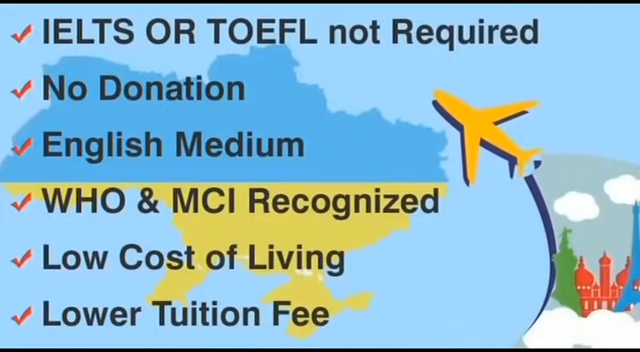 IELTS OR TOEFL not Required
No Donation
English Medium
WHO & MCI Recognized
Low Cost of Living
Lower Tuition Fee